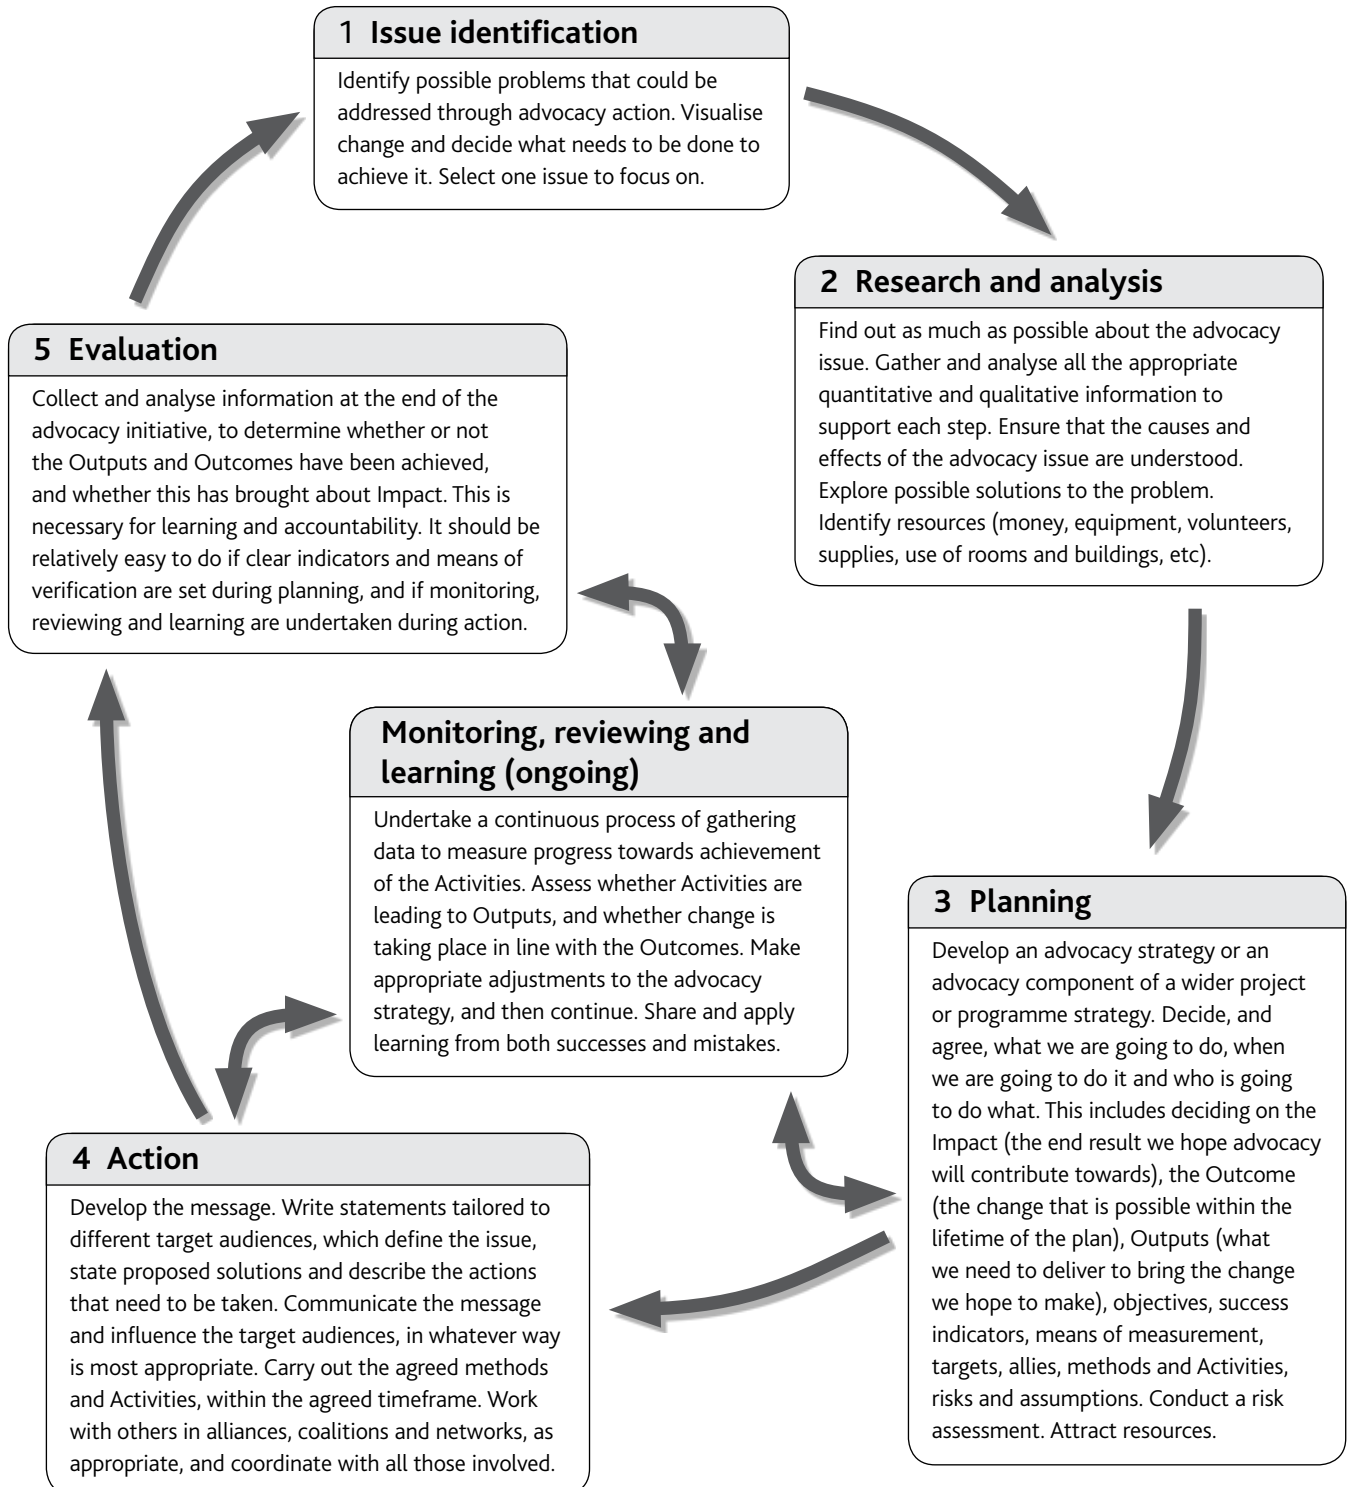 1 Issue identification
Identify possible problems that could be
addressed through advocacy action. Visualise
change and decide what needs to be done to
achieve it. Select one issue to focus on.
2 Research and analysis
Find out as much as possible about the advocacy
issue. Gather and analyse all the appropriate
quantitative and qualitative information to
support each step. Ensure that the causes and
effects of the advocacy issue are understood.
Explore possible solutions to the problem.
Identify resources (money, equipment, volunteers,
supplies, use of rooms and buildings, etc).
3 Planning
Develop an advocacy strategy or an
advocacy component of a wider project
or programme strategy. Decide, and
agree, what we are going to do, when
we are going to do it and who is going
to do what. This includes deciding on the
Impact (the end result we hope advocacy
will contribute towards), the Outcome
(the change that is possible within the
lifetime of the plan), Outputs (what
we need to deliver to bring the change
we hope to make), objectives, success
indicators, means of measurement,
targets, allies, methods and Activities,
risks and assumptions. Conduct a risk
assessment. Attract resources.
4 Action
Develop the message. Write statements tailored to
different target audiences, which define the issue,
state proposed solutions and describe the actions
that need to be taken. Communicate the message
and influence the target audiences, in whatever way
is most appropriate. Carry out the agreed methods
and Activities, within the agreed timeframe. Work
with others in alliances, coalitions and networks, as
appropriate, and coordinate with all those involved.
5 Evaluation
Collect and analyse information at the end of the
advocacy initiative, to determine whether or not
the Outputs and Outcomes have been achieved,
and whether this has brought about Impact. This is
necessary for learning and accountability. It should be
relatively easy to do if clear indicators and means of
verification are set during planning, and if monitoring,
reviewing and learning are undertaken during action.
Monitoring, reviewing and
learning (ongoing)
Undertake a continuous process of gathering
data to measure progress towards achievement
of the Activities. Assess whether Activities are
leading to Outputs, and whether change is
taking place in line with the Outcomes. Make
appropriate adjustments to the advocacy
strategy, and then continue. Share and apply
learning from both successes and mistakes.